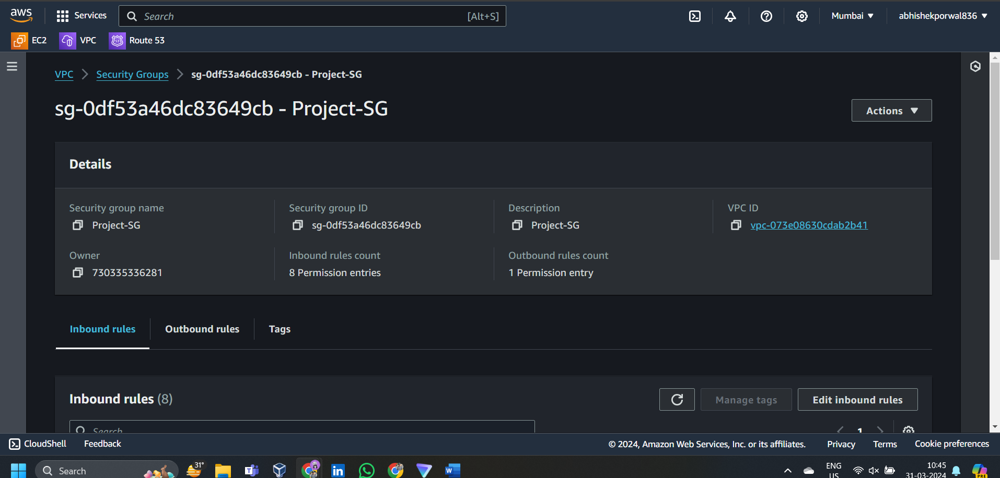 aws
Services
Search
[Alt+S]
Mumbai
abhishekporwal836
EC2
VPC
Route 53
VPC
Security Groups
sg-0df53a46dc83649cb - Project-SG
sg-0df53a46dc83649cb - Project-SG
Actions
Details
Security group name
Project-SG
Security group ID
sg-0df53a46dc83649cb
Description
Project-SG
VPC ID
vpc-073e08630cdab2b41
Owner
730335336281
Inbound rules count
8 Permission entries
Outbound rules count
1 Permission entry
Inbound rules
Outbound rules
Tags
Inbound rules (8)
Manage tags
Edit inbound rules
Search
1
CloudShell
Feedback
© 2024, Amazon Web Services, Inc. or its affiliates.
Privacy
Terms
Cookie preferences
Search
31°
ENG
US
10:45
31-03-2024
PRE